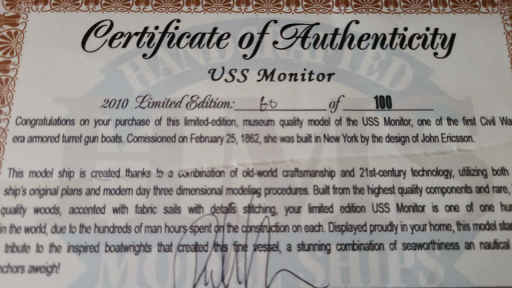 Certificate of Authenticity
USS Monitor
2010 Limited Edition: 60 of 100
Congratulations on your purchase of this limited-edition, museum quality model of the USS Monitor, one of the first Civil Wa
era armored turret gun boats. Comissioned on February 25, 1862, she was built in New York by the design of John Ericsson.
This model ship is created thanks to a combination of old-world craftsmanship and 21st-century technology, utilizing both
ship's original plans and modern day three dimensional modeling procedures. Built from the highest quality components and rare,
quality woods, accented with fabric sails with details stitching, your limited edition USS Monitor is one of one hun
in the world, due to the hundreds of man hours spent on the construction on each. Displayed proudly in your home, this model sta
tribute to the inspired boatwrights that created this fine vessel, a stunning combination of seaworthiness an nautical
nchors aweigh!